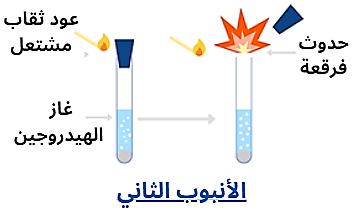 عود ثقاب
مشتعل
حدوث
فرقعة
غاز
الهيدروجين
الأنبوب الثاني